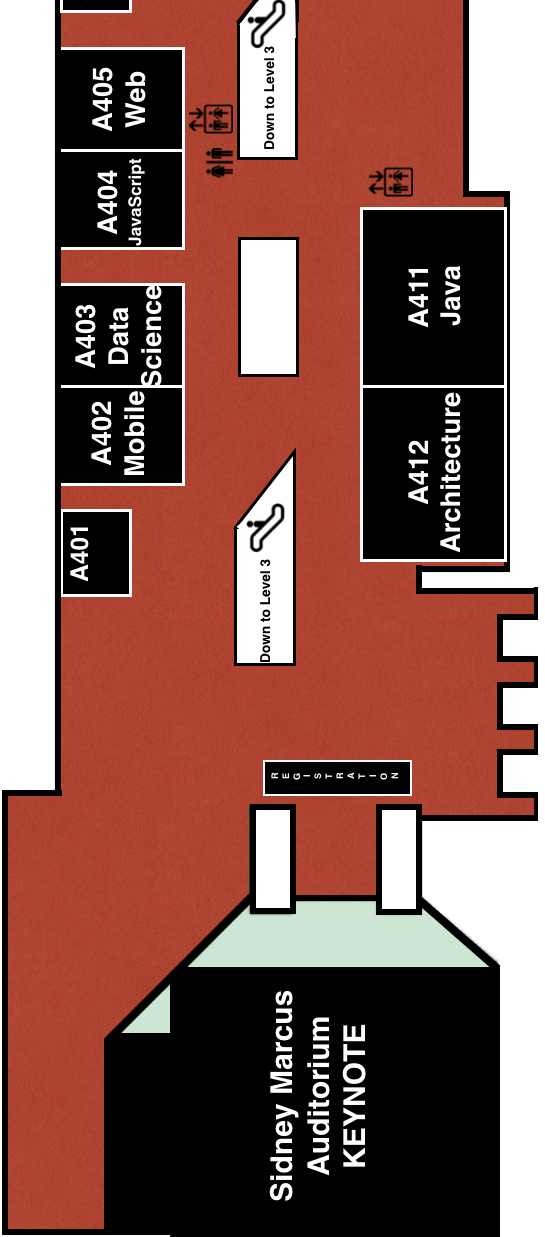 A405
Web
Down to Level 3
A404
JavaScript
A403
Data
Science
A411
Java
A402
Mobile
A412
Architecture
A401
Down to Level 3
REGISTRATION
Sidney Marcus
Auditorium
KEYNOTE